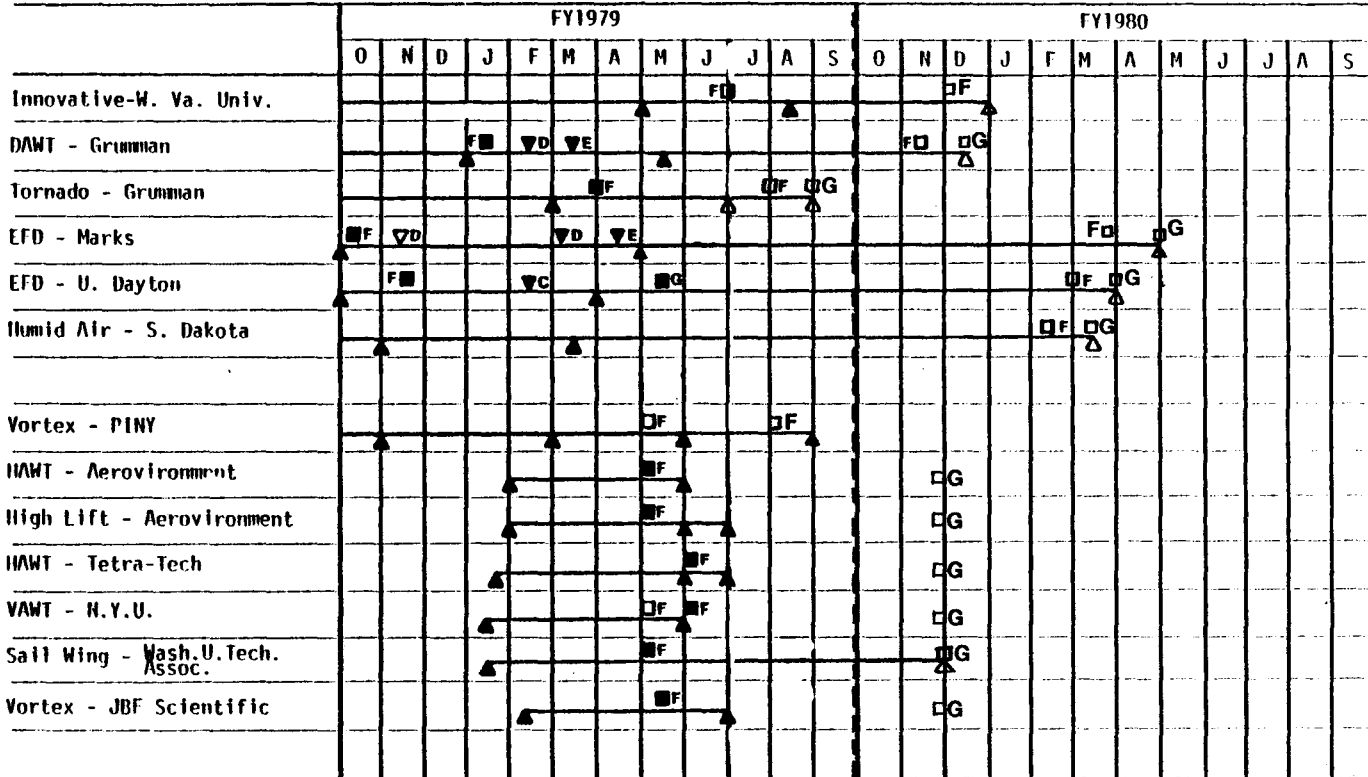 FY1979 FY1980
O N D J F M A M J J A S O N D J F M A M J J A S
Innovative-W. Va. Univ. F F
DAWT - Grumman F D E F G
Tornado - Grumman F F G
EFD - Marks F D D E F G
EFD - U. Dayton F C G F G
Humid Air - S. Dakota F G
Vortex - PINY F F
HAWT - Aerovironment F G
High Lift - Aerovironment F G
HAWT - Tetra-Tech F G
VAWT - N.Y.U. F F G
Sail Wing - Wash.U.Tech. F G
Assoc.
Vortex - JBF Scientific F G